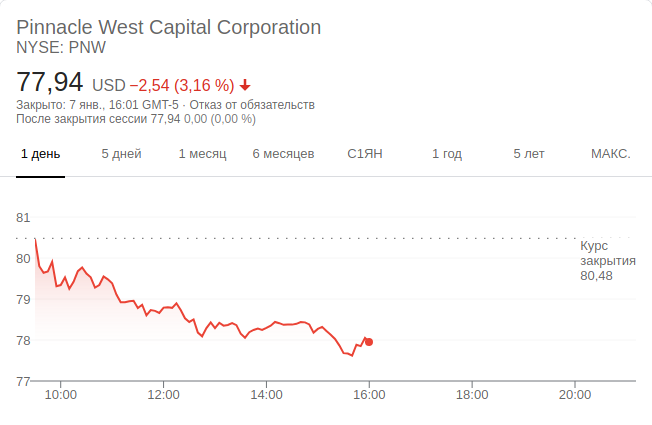 Pinnacle West Capital Corporation
NYSE: PNW
77,94 USD −2,54 (3,16 %)
Закрыто: 7 янв., 16:01 GMT-5 · Отказ от обязательств
После закрытия сессии 77,94 0,00 (0,00 %)
1 день 5 дней 1 месяц 6 месяцев С1ЯН 1 год 5 лет МАКС.
81
Курс
закрытия
80,48
80
79
78
77
10:00 12:00 14:00 16:00 18:00 20:00